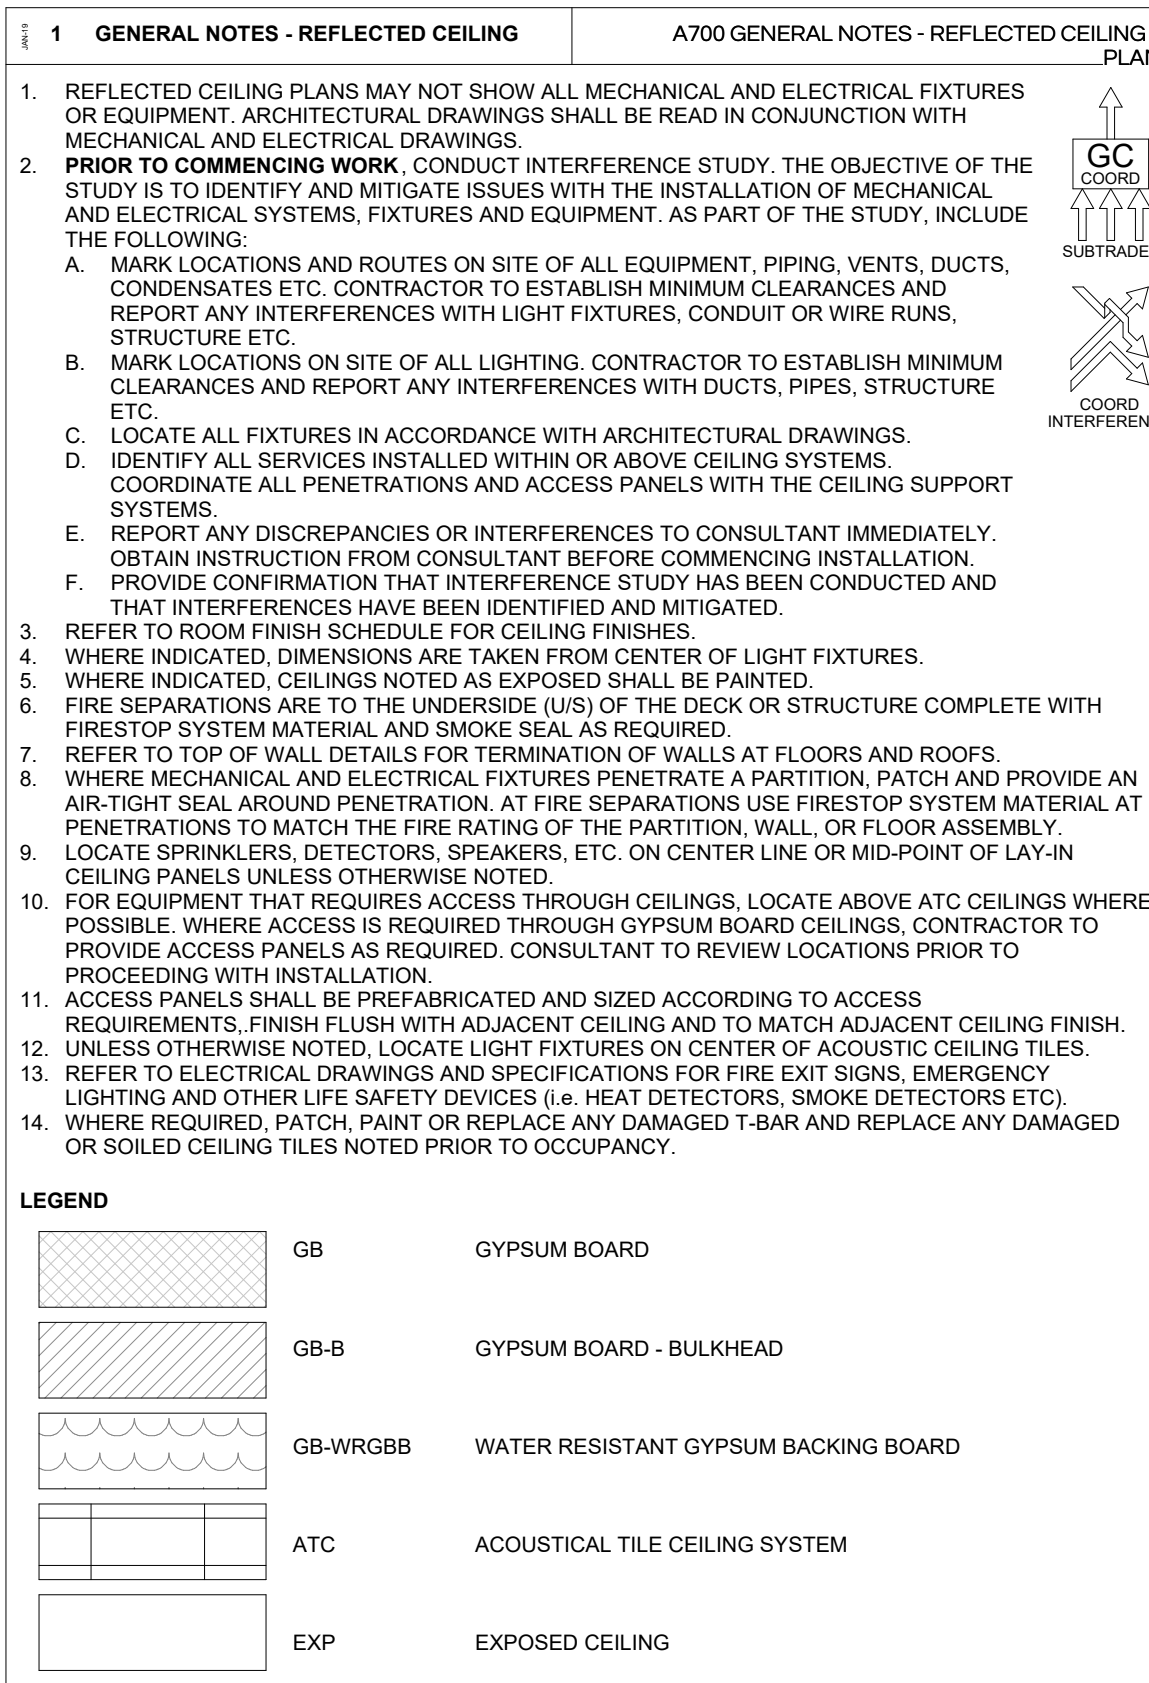 JAN-19
1 GENERAL NOTES - REFLECTED CEILING
A700 GENERAL NOTES - REFLECTED CEILING
PLAN
1. REFLECTED CEILING PLANS MAY NOT SHOW ALL MECHANICAL AND ELECTRICAL FIXTURES
OR EQUIPMENT. ARCHITECTURAL DRAWINGS SHALL BE READ IN CONJUNCTION WITH
MECHANICAL AND ELECTRICAL DRAWINGS.
2. PRIOR TO COMMENCING WORK, CONDUCT INTERFERENCE STUDY. THE OBJECTIVE OF THE
STUDY IS TO IDENTIFY AND MITIGATE ISSUES WITH THE INSTALLATION OF MECHANICAL
AND ELECTRICAL SYSTEMS, FIXTURES AND EQUIPMENT. AS PART OF THE STUDY, INCLUDE
THE FOLLOWING:
A. MARK LOCATIONS AND ROUTES ON SITE OF ALL EQUIPMENT, PIPING, VENTS, DUCTS,
CONDENSATES ETC. CONTRACTOR TO ESTABLISH MINIMUM CLEARANCES AND
REPORT ANY INTERFERENCES WITH LIGHT FIXTURES, CONDUIT OR WIRE RUNS,
STRUCTURE ETC.
B. MARK LOCATIONS ON SITE OF ALL LIGHTING. CONTRACTOR TO ESTABLISH MINIMUM
CLEARANCES AND REPORT ANY INTERFERENCES WITH DUCTS, PIPES, STRUCTURE
ETC.
C. LOCATE ALL FIXTURES IN ACCORDANCE WITH ARCHITECTURAL DRAWINGS.
D. IDENTIFY ALL SERVICES INSTALLED WITHIN OR ABOVE CEILING SYSTEMS.
COORDINATE ALL PENETRATIONS AND ACCESS PANELS WITH THE CEILING SUPPORT
SYSTEMS.
E. REPORT ANY DISCREPANCIES OR INTERFERENCES TO CONSULTANT IMMEDIATELY.
OBTAIN INSTRUCTION FROM CONSULTANT BEFORE COMMENCING INSTALLATION.
F. PROVIDE CONFIRMATION THAT INTERFERENCE STUDY HAS BEEN CONDUCTED AND
THAT INTERFERENCES HAVE BEEN IDENTIFIED AND MITIGATED.
3. REFER TO ROOM FINISH SCHEDULE FOR CEILING FINISHES.
4. WHERE INDICATED, DIMENSIONS ARE TAKEN FROM CENTER OF LIGHT FIXTURES.
5. WHERE INDICATED, CEILINGS NOTED AS EXPOSED SHALL BE PAINTED.
6. FIRE SEPARATIONS ARE TO THE UNDERSIDE (U/S) OF THE DECK OR STRUCTURE COMPLETE WITH
FIRESTOP SYSTEM MATERIAL AND SMOKE SEAL AS REQUIRED.
7. REFER TO TOP OF WALL DETAILS FOR TERMINATION OF WALLS AT FLOORS AND ROOFS.
8. WHERE MECHANICAL AND ELECTRICAL FIXTURES PENETRATE A PARTITION, PATCH AND PROVIDE AN
AIR-TIGHT SEAL AROUND PENETRATION. AT FIRE SEPARATIONS USE FIRESTOP SYSTEM MATERIAL AT
PENETRATIONS TO MATCH THE FIRE RATING OF THE PARTITION, WALL, OR FLOOR ASSEMBLY.
9. LOCATE SPRINKLERS, DETECTORS, SPEAKERS, ETC. ON CENTER LINE OR MID-POINT OF LAY-IN
CEILING PANELS UNLESS OTHERWISE NOTED.
10. FOR EQUIPMENT THAT REQUIRES ACCESS THROUGH CEILINGS, LOCATE ABOVE ATC CEILINGS WHERE
POSSIBLE. WHERE ACCESS IS REQUIRED THROUGH GYPSUM BOARD CEILINGS, CONTRACTOR TO
PROVIDE ACCESS PANELS AS REQUIRED. CONSULTANT TO REVIEW LOCATIONS PRIOR TO
PROCEEDING WITH INSTALLATION.
11. ACCESS PANELS SHALL BE PREFABRICATED AND SIZED ACCORDING TO ACCESS
REQUIREMENTS,.FINISH FLUSH WITH ADJACENT CEILING AND TO MATCH ADJACENT CEILING FINISH.
12. UNLESS OTHERWISE NOTED, LOCATE LIGHT FIXTURES ON CENTER OF ACOUSTIC CEILING TILES.
13. REFER TO ELECTRICAL DRAWINGS AND SPECIFICATIONS FOR FIRE EXIT SIGNS, EMERGENCY
LIGHTING AND OTHER LIFE SAFETY DEVICES (i.e. HEAT DETECTORS, SMOKE DETECTORS ETC).
14. WHERE REQUIRED, PATCH, PAINT OR REPLACE ANY DAMAGED T-BAR AND REPLACE ANY DAMAGED
OR SOILED CEILING TILES NOTED PRIOR TO OCCUPANCY.
GC
COORD
SUBTRADE
COORD
INTERFEREN
LEGEND
GB GYPSUM BOARD
GB-B GYPSUM BOARD - BULKHEAD
GB-WRGBB WATER RESISTANT GYPSUM BACKING BOARD
ATC ACOUSTICAL TILE CEILING SYSTEM
EXP EXPOSED CEILING